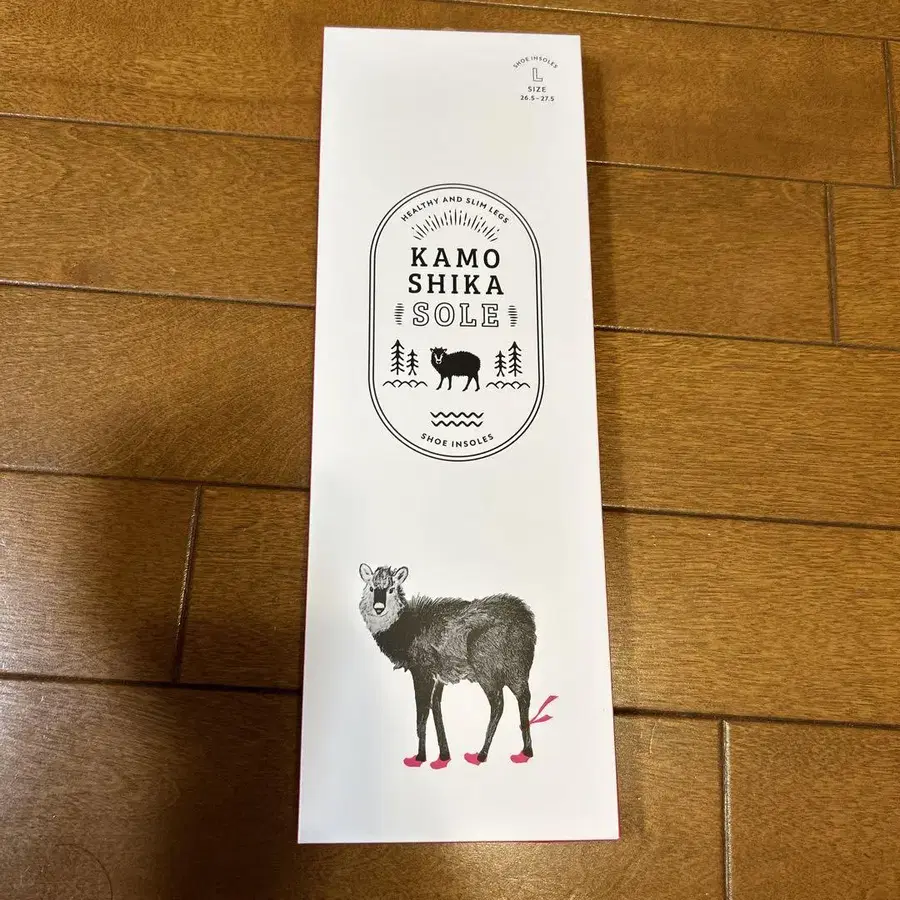 SHOE INSOLES
L
SIZE
26.5–27.5
HEALTHY AND SLIM LEGS
KAMO
SHIKA
SOLE
SHOE INSOLES